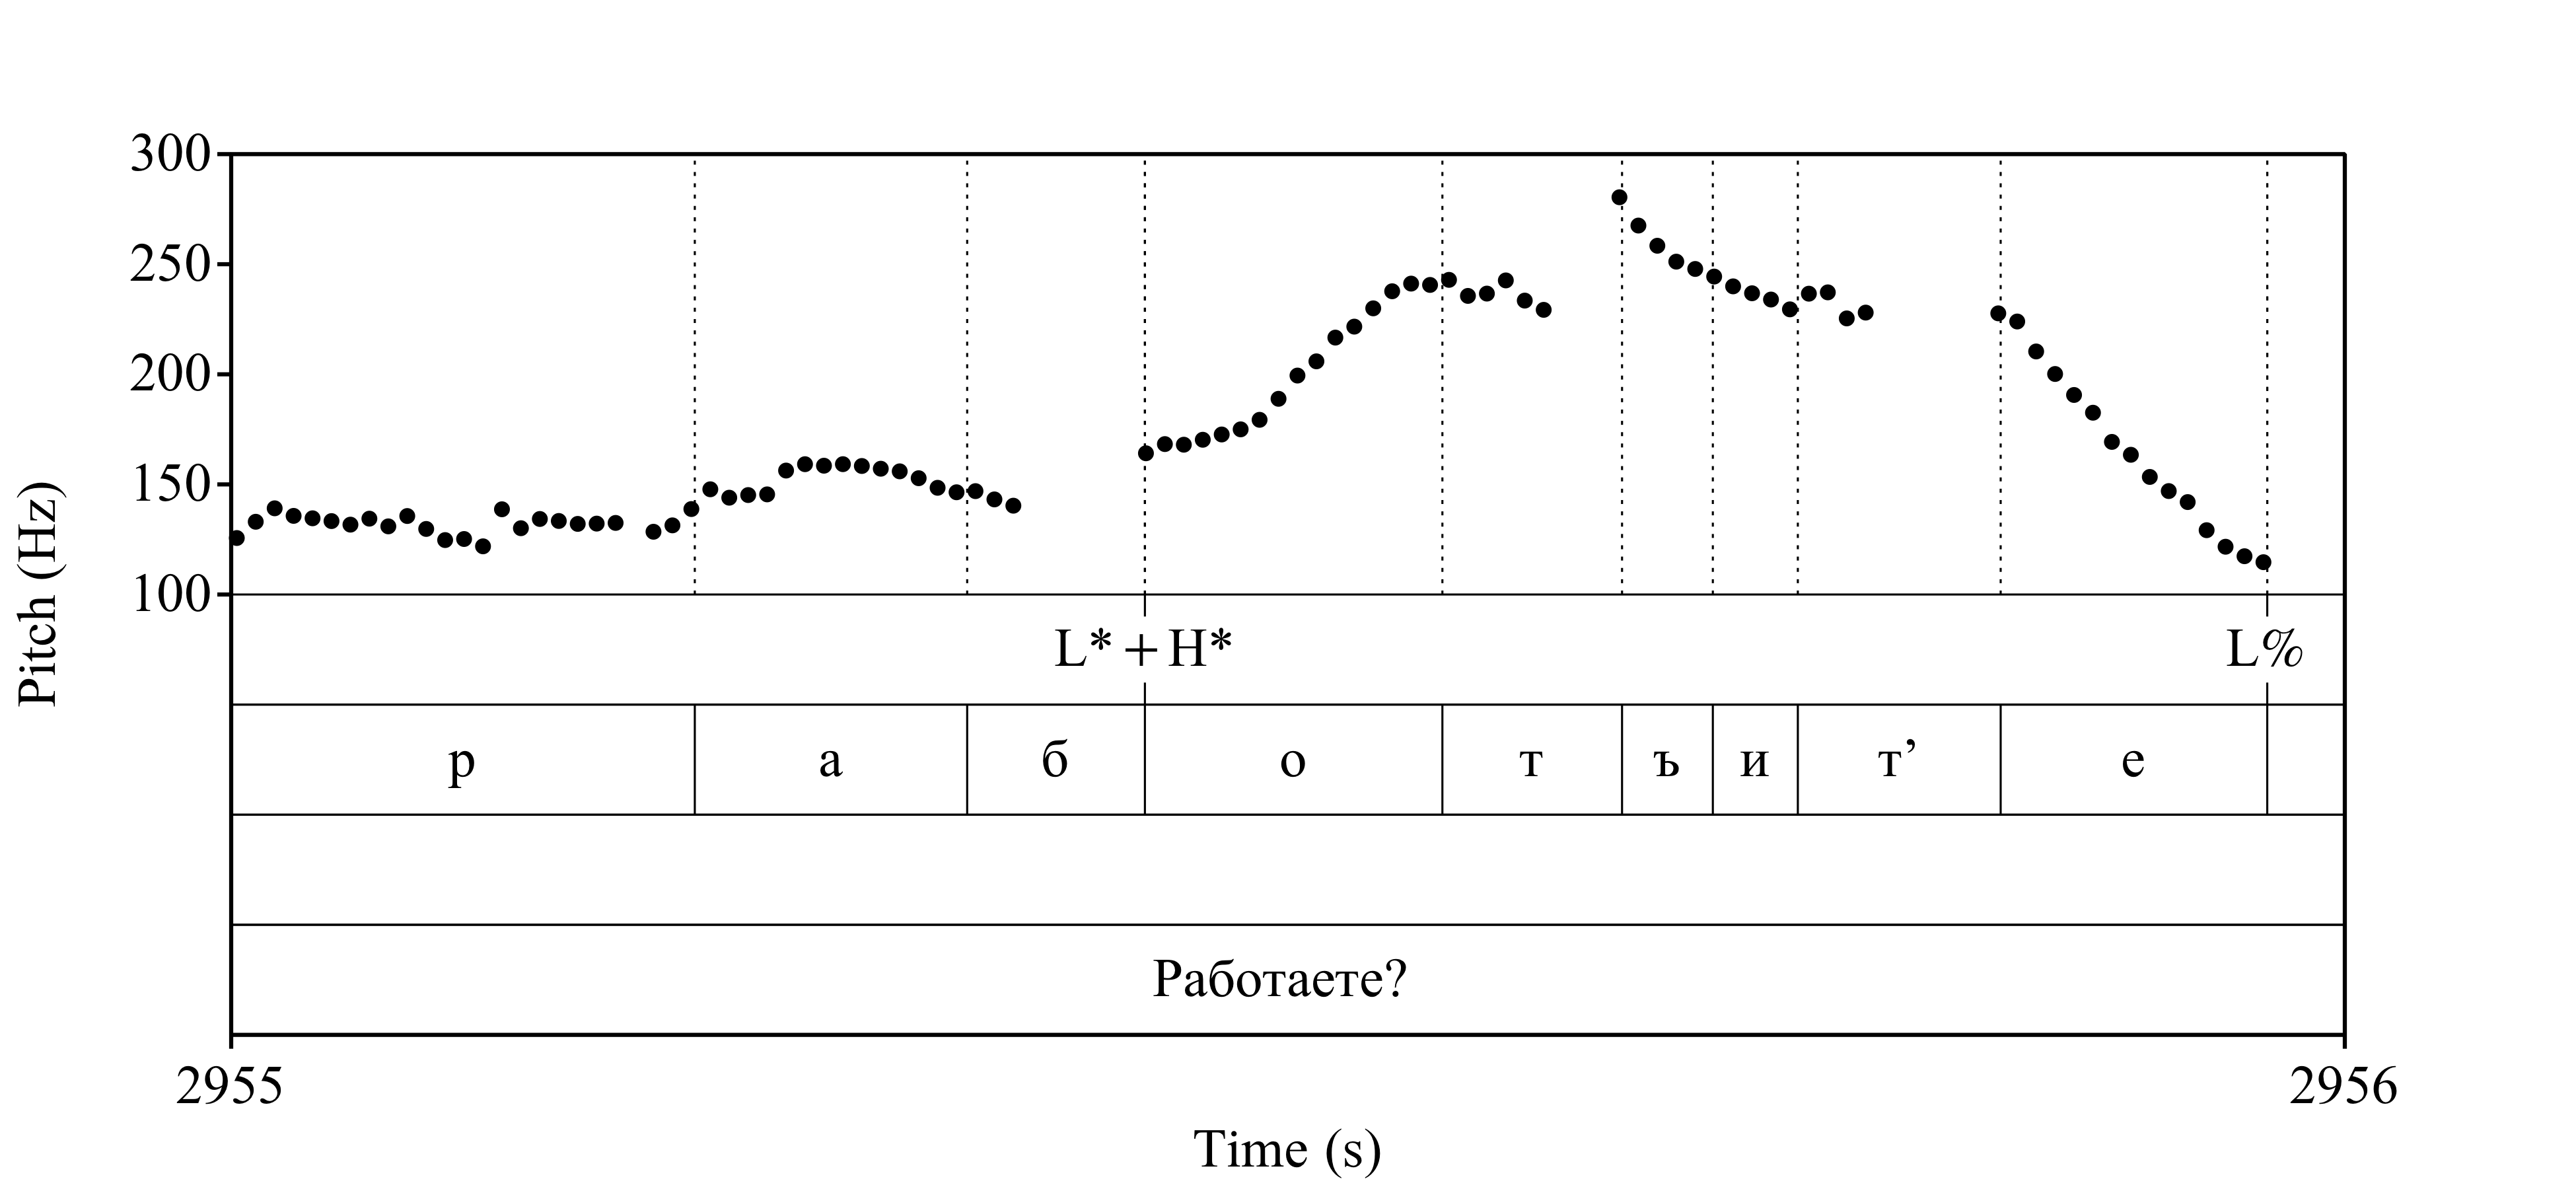 300
250
200
150
100
Pitch (Hz)
L*+H* L%
р а б о т ъ и т’ е
Работаете?
2955 2956
Time (s)